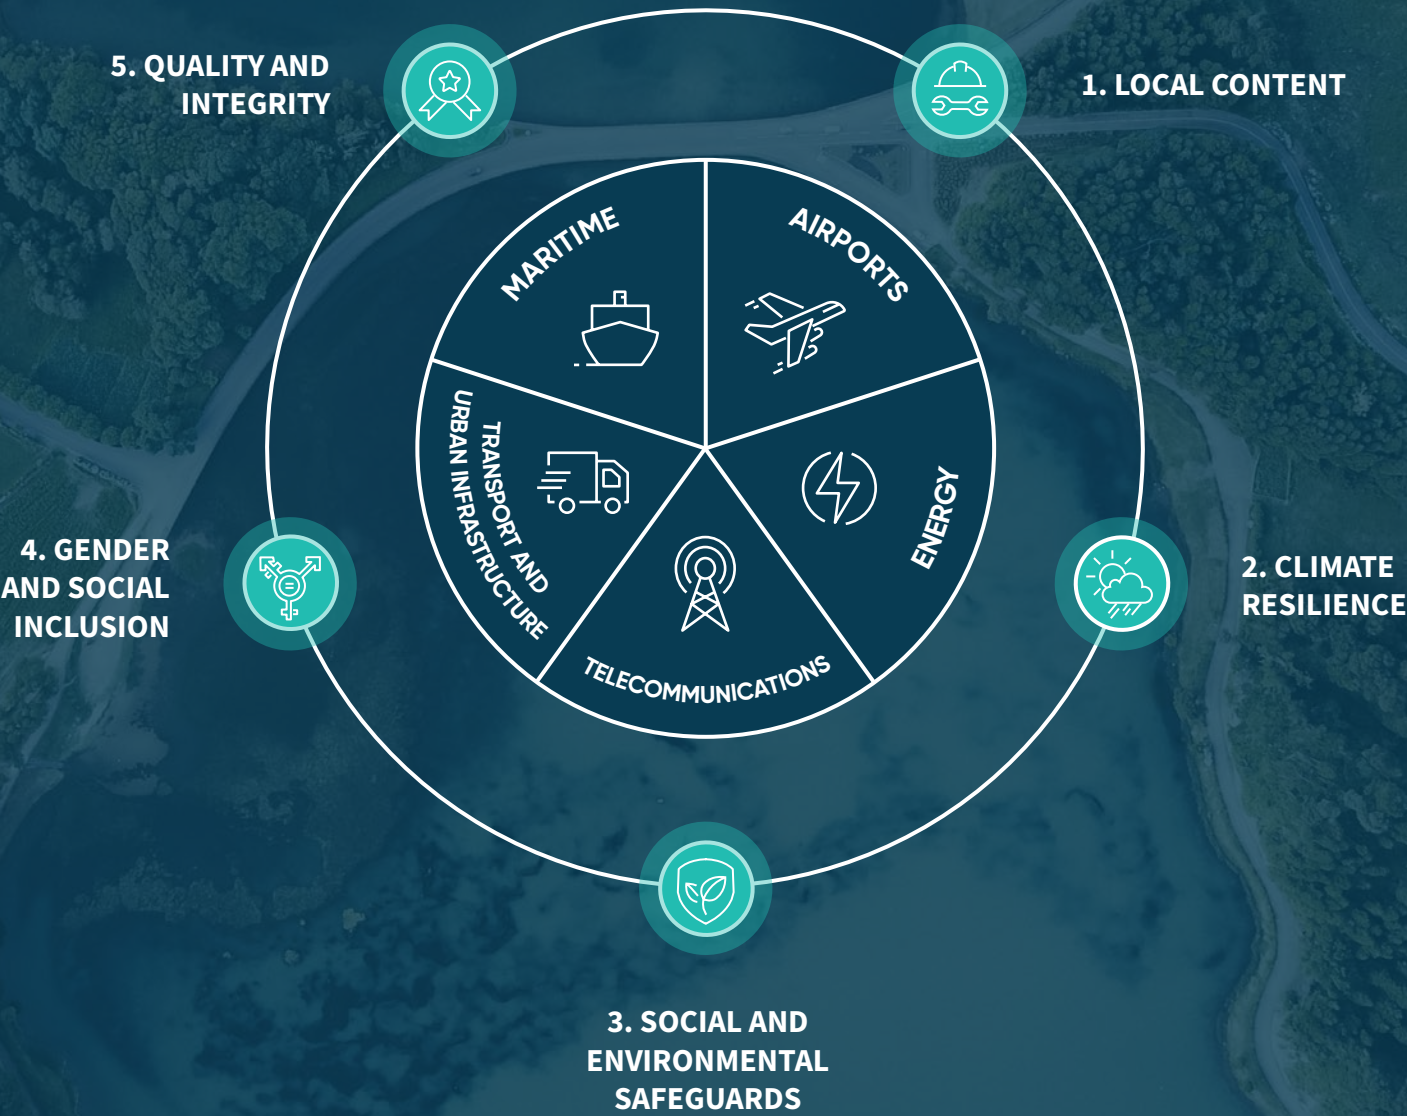 5. QUALITY AND
INTEGRITY
1. LOCAL CONTENT
MARITIME
AIRPORTS
URBAN INFRASTRUCTURE
TRANSPORT AND
ENERGY
TELECOMMUNICATIONS
4. GENDER
AND SOCIAL
INCLUSION
2. CLIMATE
RESILIENCE
3. SOCIAL AND
ENVIRONMENTAL
SAFEGUARDS